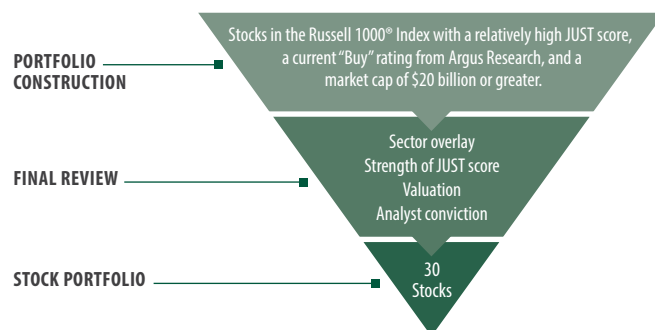 Stocks in the Russell 1000® Index with a relatively high JUST score,
a current “Buy” rating from Argus Research, and a
market cap of $20 billion or greater.
PORTFOLIO
CONSTRUCTION
Sector overlay
Strength of JUST score
Valuation
Analyst conviction
FINAL REVIEW
30
Stocks
STOCK PORTFOLIO